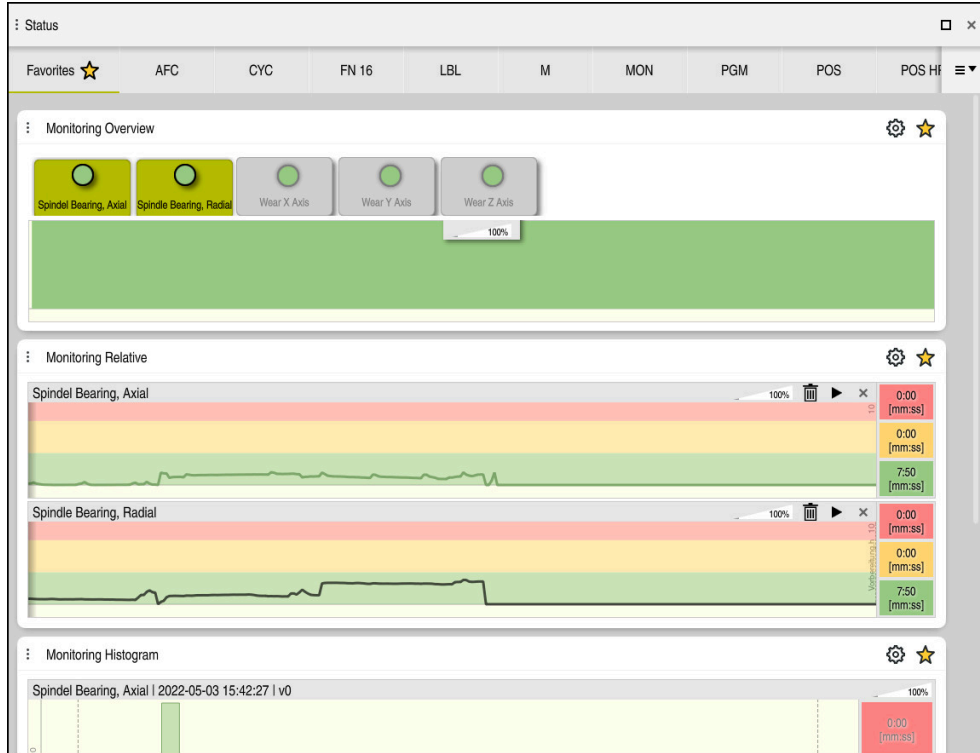 Status
Favorites AFC CYC FN 16 LBL M MON PGM POS POS HR
Monitoring Overview
Spindel Bearing, Axial Spindle Bearing, Radial Wear X Axis Wear Y Axis Wear Z Axis
100%
Monitoring Relative
Spindel Bearing, Axial 100%
0:00
[mm:ss]
10
0:00
[mm:ss]
7:50
[mm:ss]
Spindle Bearing, Radial 100%
0:00
[mm:ss]
Vorbereitung.h 10
0:00
[mm:ss]
7:50
[mm:ss]
Monitoring Histogram
Spindel Bearing, Axial | 2022-05-03 15:42:27 | v0 100%
0:00
[mm:ss]
0